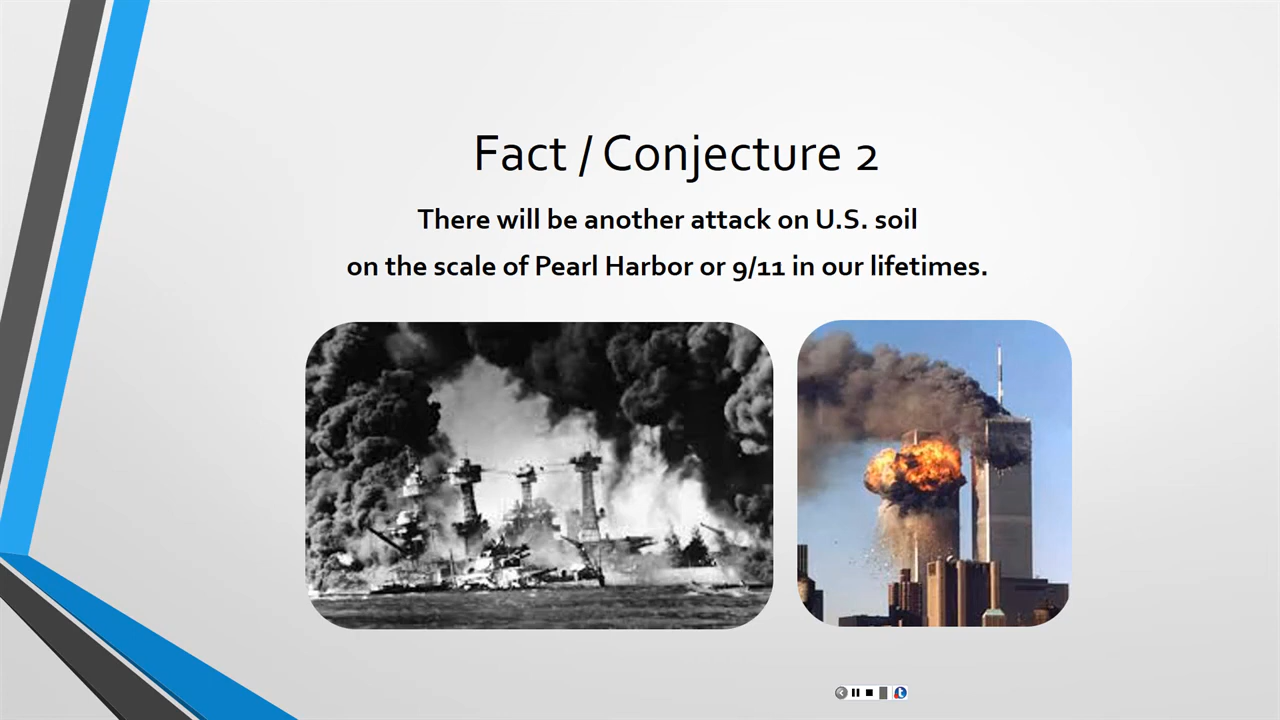 Fact / Conjecture 2
There will be another attack on U.S. soil
on the scale of Pearl Harbor or 9/11 in our lifetimes.